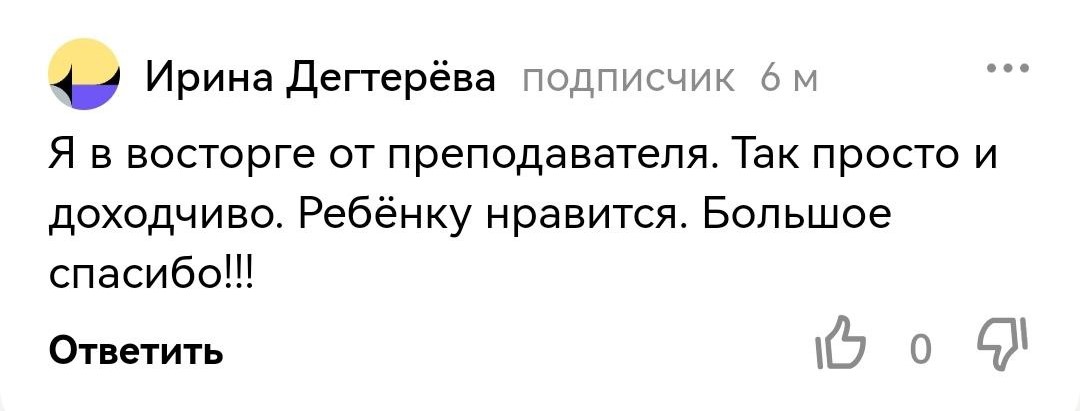 Ирина Дегтерёва подписчик 6 м
Я в восторге от преподавателя. Так просто и
доходчиво. Ребёнку нравится. Большое
спасибо!!!
Ответить 0